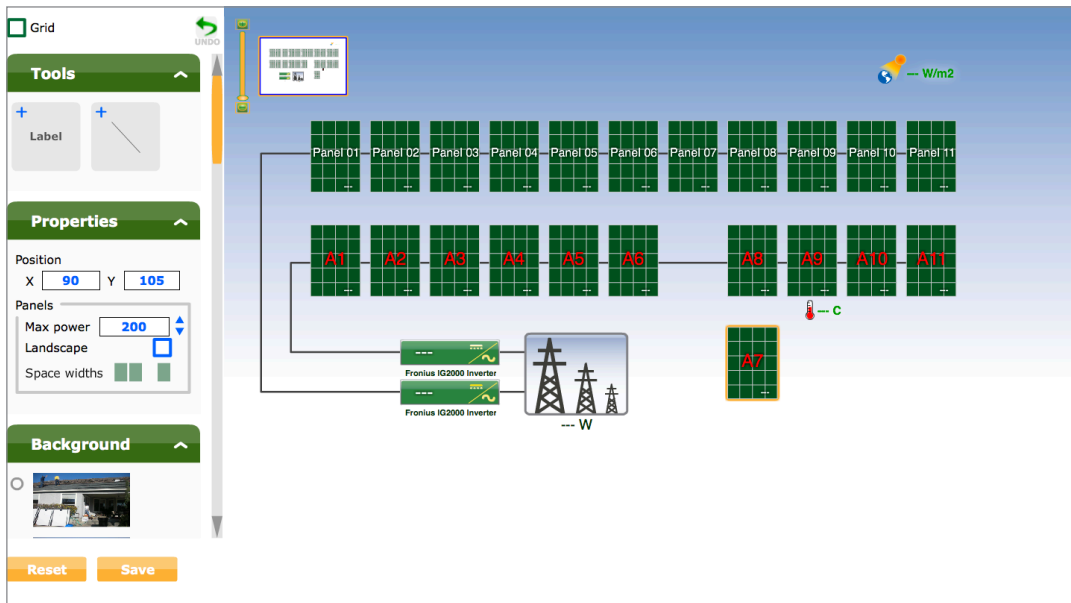 Grid
UNDO
Tools
Label
Properties
Position
X 90 Y 105
Panels
Max power 200
Landscape
Space widths
Background
Reset Save
--- W/m2
Panel 01 Panel 02 Panel 03 Panel 04 Panel 05 Panel 06 Panel 07 Panel 08 Panel 09 Panel 10 Panel 11
--- --- --- --- --- --- --- --- --- --- ---
A1 A2 A3 A4 A5 A6 A8 A9 A10 A11
--- --- --- --- --- --- --- --- --- ---
--- C
A7
---
---
Fronius IG2000 Inverter
---
Fronius IG2000 Inverter
--- W